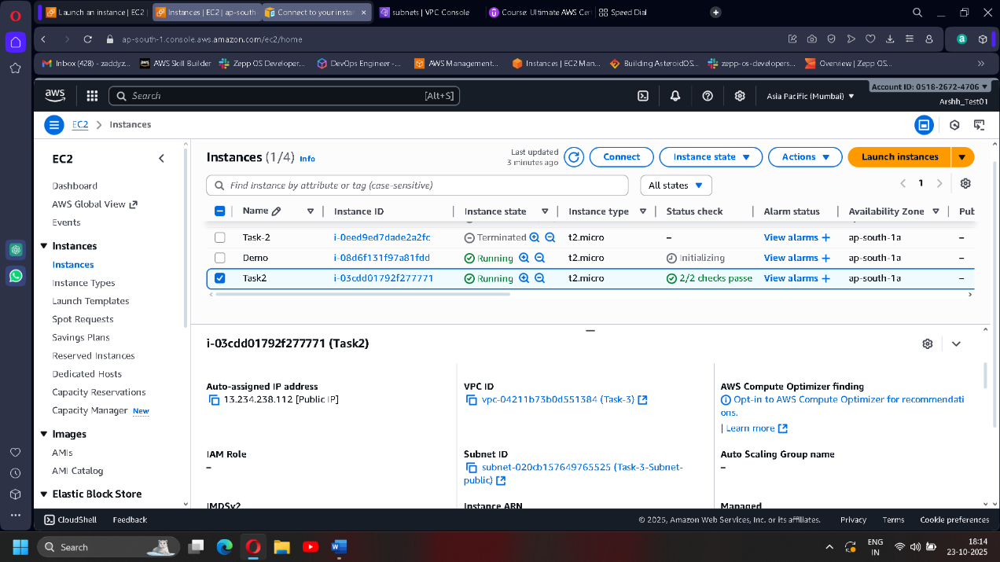 Launch an instance | EC2 |
Instances | EC2 | ap-south-
Connect to your instan
subnets | VPC Console
Course: Ultimate AWS Cer
Speed Dial
ap-south-1.console.aws.amazon.com/ec2/home
Inbox (428) - zaddyz...
AWS Skill Builder
Zepp OS Developer...
DevOps Engineer -...
AWS Management...
Instances | EC2 Man...
Building AsteroidOS...
zepp-os-developers...
Overview | Zepp OS...
aws
Search
[Alt+S]
Asia Pacific (Mumbai)
Account ID: 0518-2672-4706
Arshh_Test01
EC2
Instances
EC2
Dashboard
AWS Global View
Events
Instances
Instances
Instance Types
Launch Templates
Spot Requests
Savings Plans
Reserved Instances
Dedicated Hosts
Capacity Reservations
Capacity Manager New
Images
AMIs
AMI Catalog
Elastic Block Store
Instances (1/4) Info
Last updated
3 minutes ago
Connect
Instance state
Actions
Launch instances
Find Instance by attribute or tag (case-sensitive)
All states
1
Name Instance ID Instance state Instance type Status check Alarm status Availability Zone Pub
Task-2 i-0eed9ed7dade2a2fc Terminated t2.micro – View alarms + ap-south-1a –
Demo i-08d6f131f97a81fdd Running t2.micro Initializing View alarms + ap-south-1a –
Task2 i-03cdd01792f277771 Running t2.micro 2/2 checks passe View alarms + ap-south-1a –
i-03cdd01792f277771 (Task2)
Auto-assigned IP address
13.234.238.112 [Public IP]
VPC ID
vpc-04211b73b0d551384 (Task-3)
AWS Compute Optimizer finding
Opt-in to AWS Compute Optimizer for recommendati
ons.
| Learn more
IAM Role
–
Subnet ID
subnet-020cb157649765525 (Task-3-Subnet-
public)
Auto Scaling Group name
–
IMDSv2
Instance ARN
Managed
CloudShell
Feedback
© 2025, Amazon Web Services, Inc. or its affiliates.
Privacy
Terms
Cookie preferences
Search
ENG
IN
18:14
23-10-2025